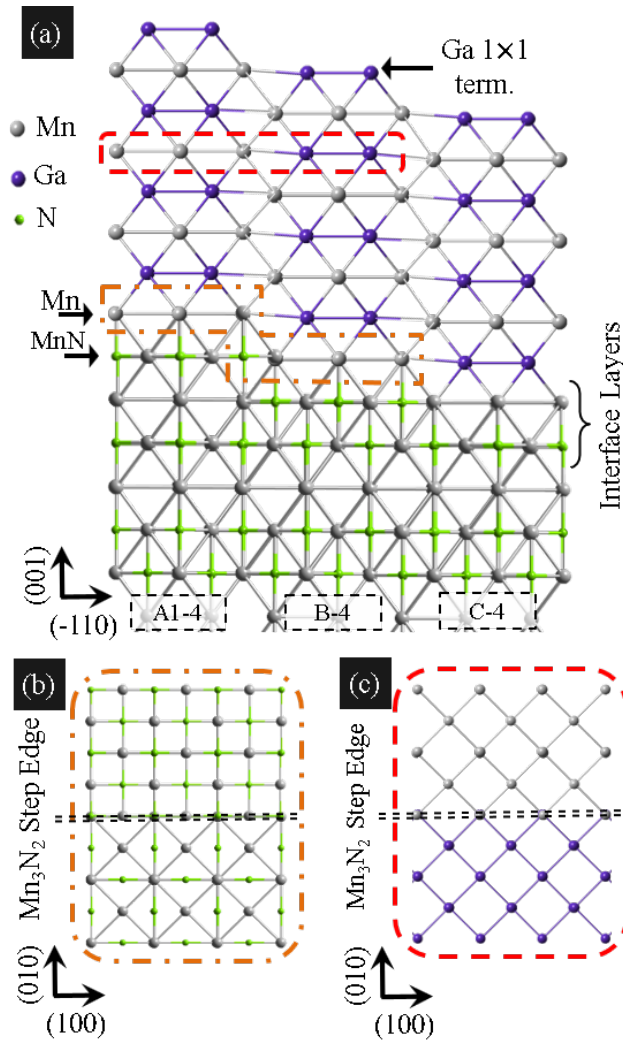 (a)
Ga 1×1
term.
Mn
Ga
N
Mn
MnN
Interface Layers
(001)
(-110)
A1-4
B-4
C-4
(b)
Mn₃N₂ Step Edge
(010)
(100)
(c)
Mn₃N₂ Step Edge
(010)
(100)